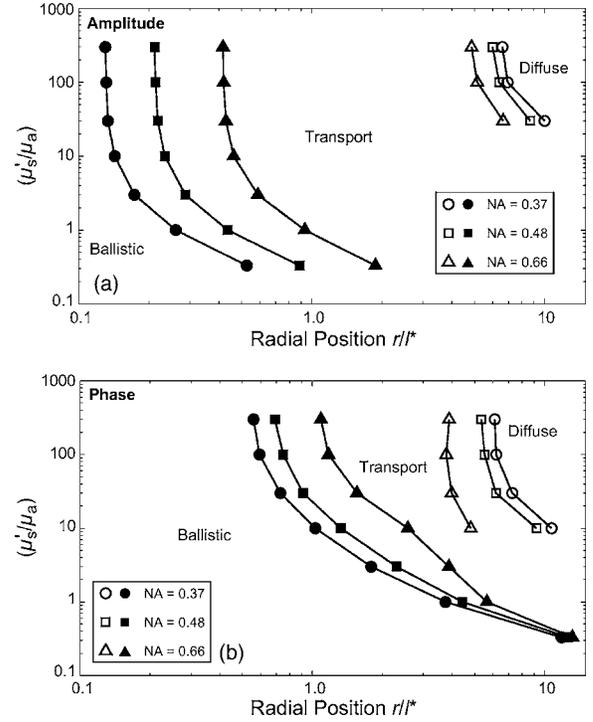 Amplitude
1000
100
10
1
0.1
(μ's/μa)
Diffuse
Transport
Ballistic
(a)
NA = 0.37
NA = 0.48
NA = 0.66
0.1
1.0
10
Radial Position r/l*
Phase
1000
100
10
1
0.1
(μ's/μa)
Diffuse
Transport
Ballistic
NA = 0.37
NA = 0.48
NA = 0.66
(b)
0.1
1.0
10
Radial Position r/l*